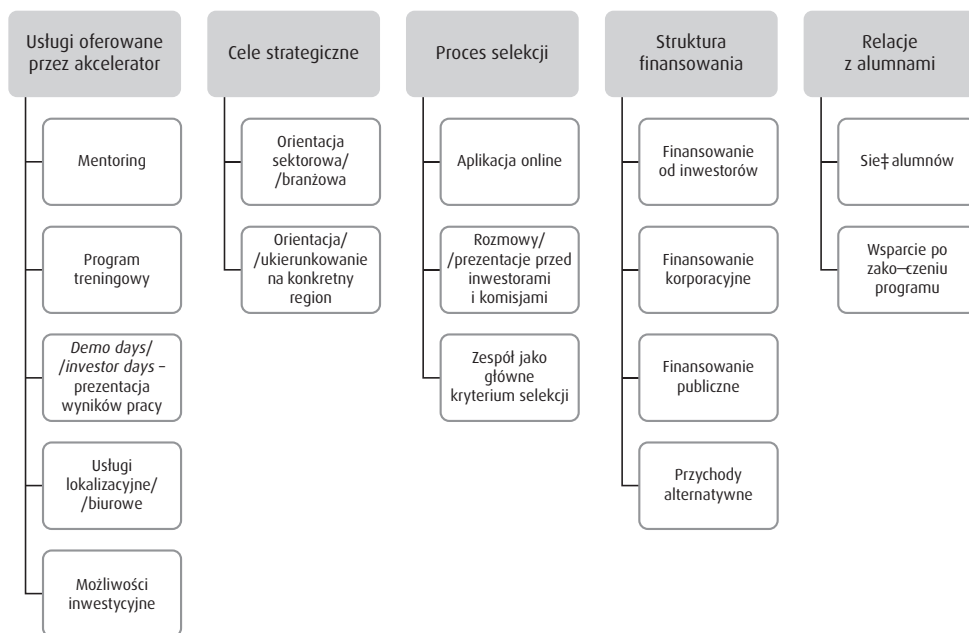 Usługi oferowane
przez akcelerator
Mentoring
Program
treningowy
Demo days/
/investor days –
prezentacja
wyników pracy
Usługi
lokalizacyjne/
/biurowe
Możliwości
inwestycyjne
Cele strategiczne
Orientacja
sektorowa/
/branżowa
Orientacja/
/ukierunkowanie
na konkretny
region
Proces selekcji
Aplikacja online
Rozmowy/
/prezentacje przed
inwestorami
i komisjami
Zespół jako
główne
kryterium selekcji
Struktura
finansowania
Finansowanie
od inwestorów
Finansowanie
korporacyjne
Finansowanie
publiczne
Przychody
alternatywne
Relacje
z alumnami
Sie‡ alumnów
Wsparcie po
zako—czeniu
programu